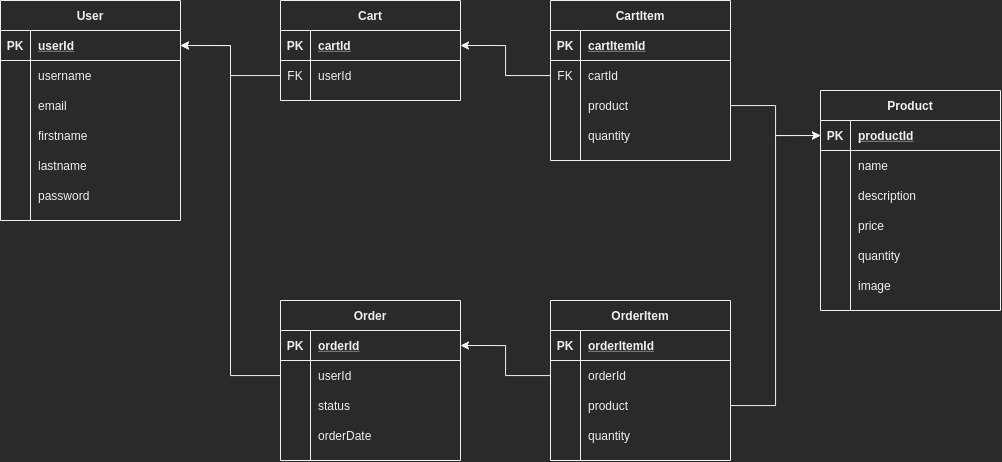 User
PK userId
username
email
firstname
lastname
password
Cart
PK cartId
FK userId
CartItem
PK cartItemId
FK cartId
product
quantity
Product
PK productId
name
description
price
quantity
image
Order
PK orderId
userId
status
orderDate
OrderItem
PK orderItemId
orderId
product
quantity